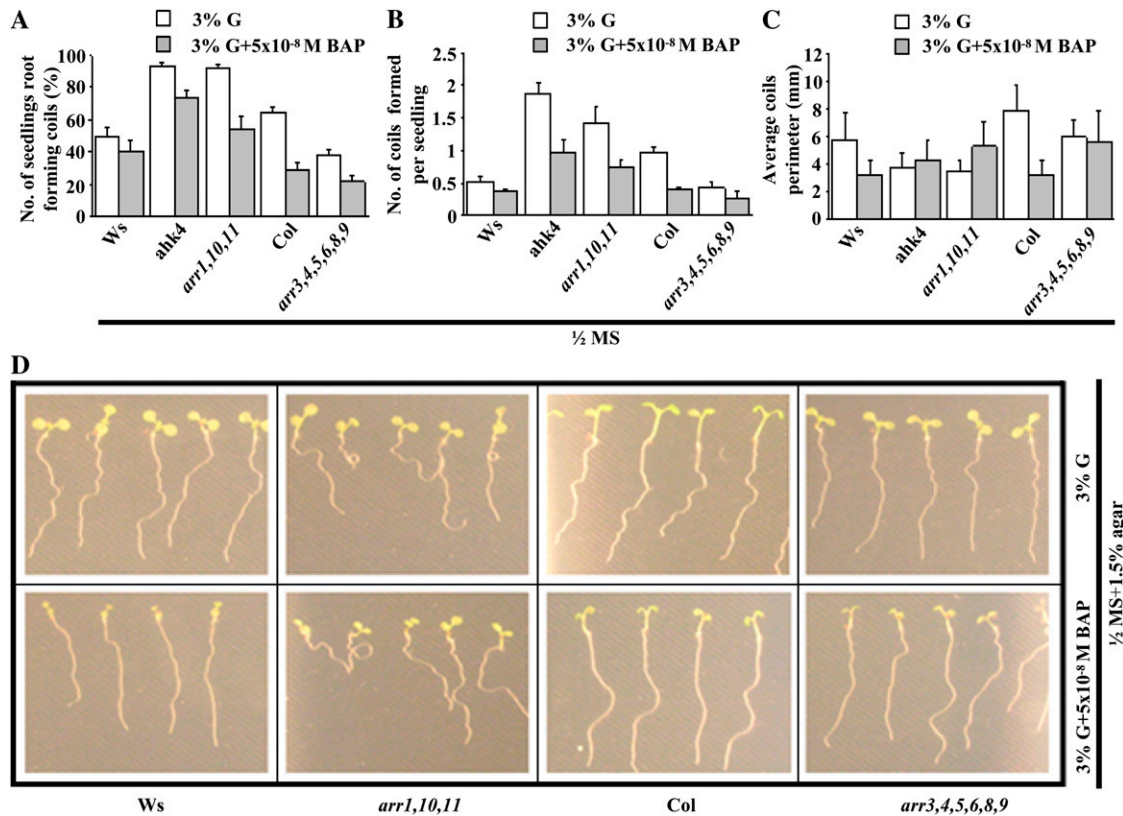 A
3% G
3% G+5x10⁻⁸ M BAP
No. of seedlings root
forming coils (%)
100
80
60
40
20
0
Ws
ahk4
arr1,10,11
Col
arr3,4,5,6,8,9
B
3% G
3% G+5x10⁻⁸ M BAP
No. of coils formed
per seedling
2.5
2
1.5
1
0.5
0
Ws
ahk4
arr1,10,11
Col
arr3,4,5,6,8,9
C
3% G
3% G+5x10⁻⁸ M BAP
Average coils
perimeter (mm)
12
10
8
6
4
2
0
Ws
ahk4
arr1,10,11
Col
arr3,4,5,6,8,9
½ MS
D
3% G
3% G+5x10⁻⁸ M BAP
½ MS+1.5% agar
Ws
arr1,10,11
Col
arr3,4,5,6,8,9